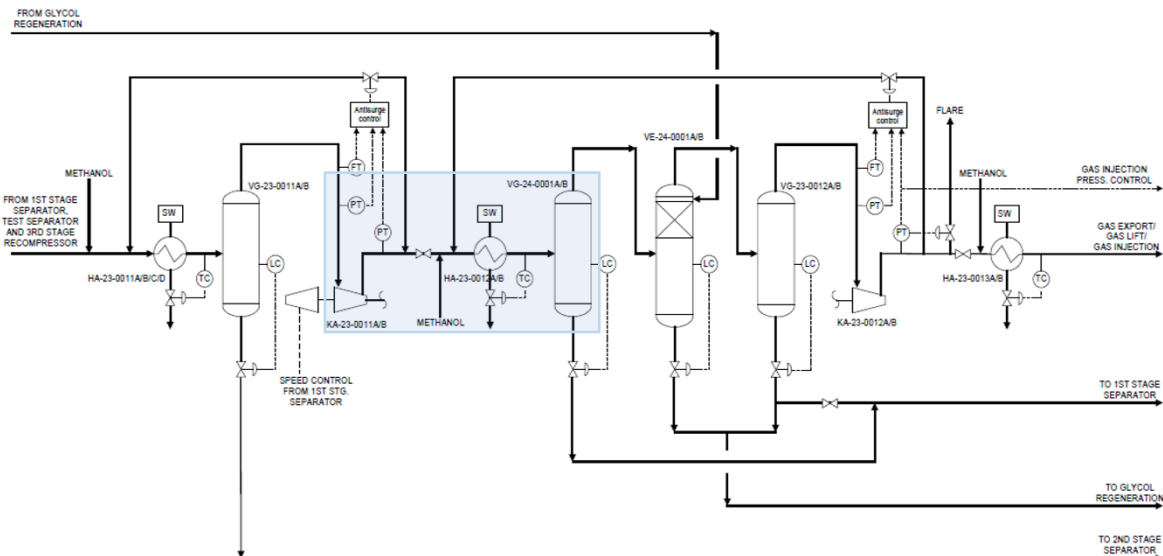 FROM GLYCOL
REGENERATION
Antisurge
control
Antisurge
control
FLARE
VE-24-0001A/B
METHANOL
VG-23-0011A/B
FT
VG-24-0001A/B
VG-23-0012A/B
FT
METHANOL
GAS INJECTION
PRESS. CONTROL
FROM 1ST STAGE
SEPARATOR,
TEST SEPARATOR
AND 3RD STAGE
RECOMPRESSOR
SW
PT
SW
PT
SW
PT
PT
GAS EXPORT/
GAS LIFT/
GAS INJECTION
HA-23-0011A/B/C/D
TC
LC
HA-23-0012A/B
TC
LC
LC
LC
HA-23-0013A/B
TC
KA-23-0011A/B
METHANOL
KA-23-0012A/B
SPEED CONTROL
FROM 1ST STG.
SEPARATOR
TO 1ST STAGE
SEPARATOR
TO GLYCOL
REGENERATION
TO 2ND STAGE
SEPARATOR